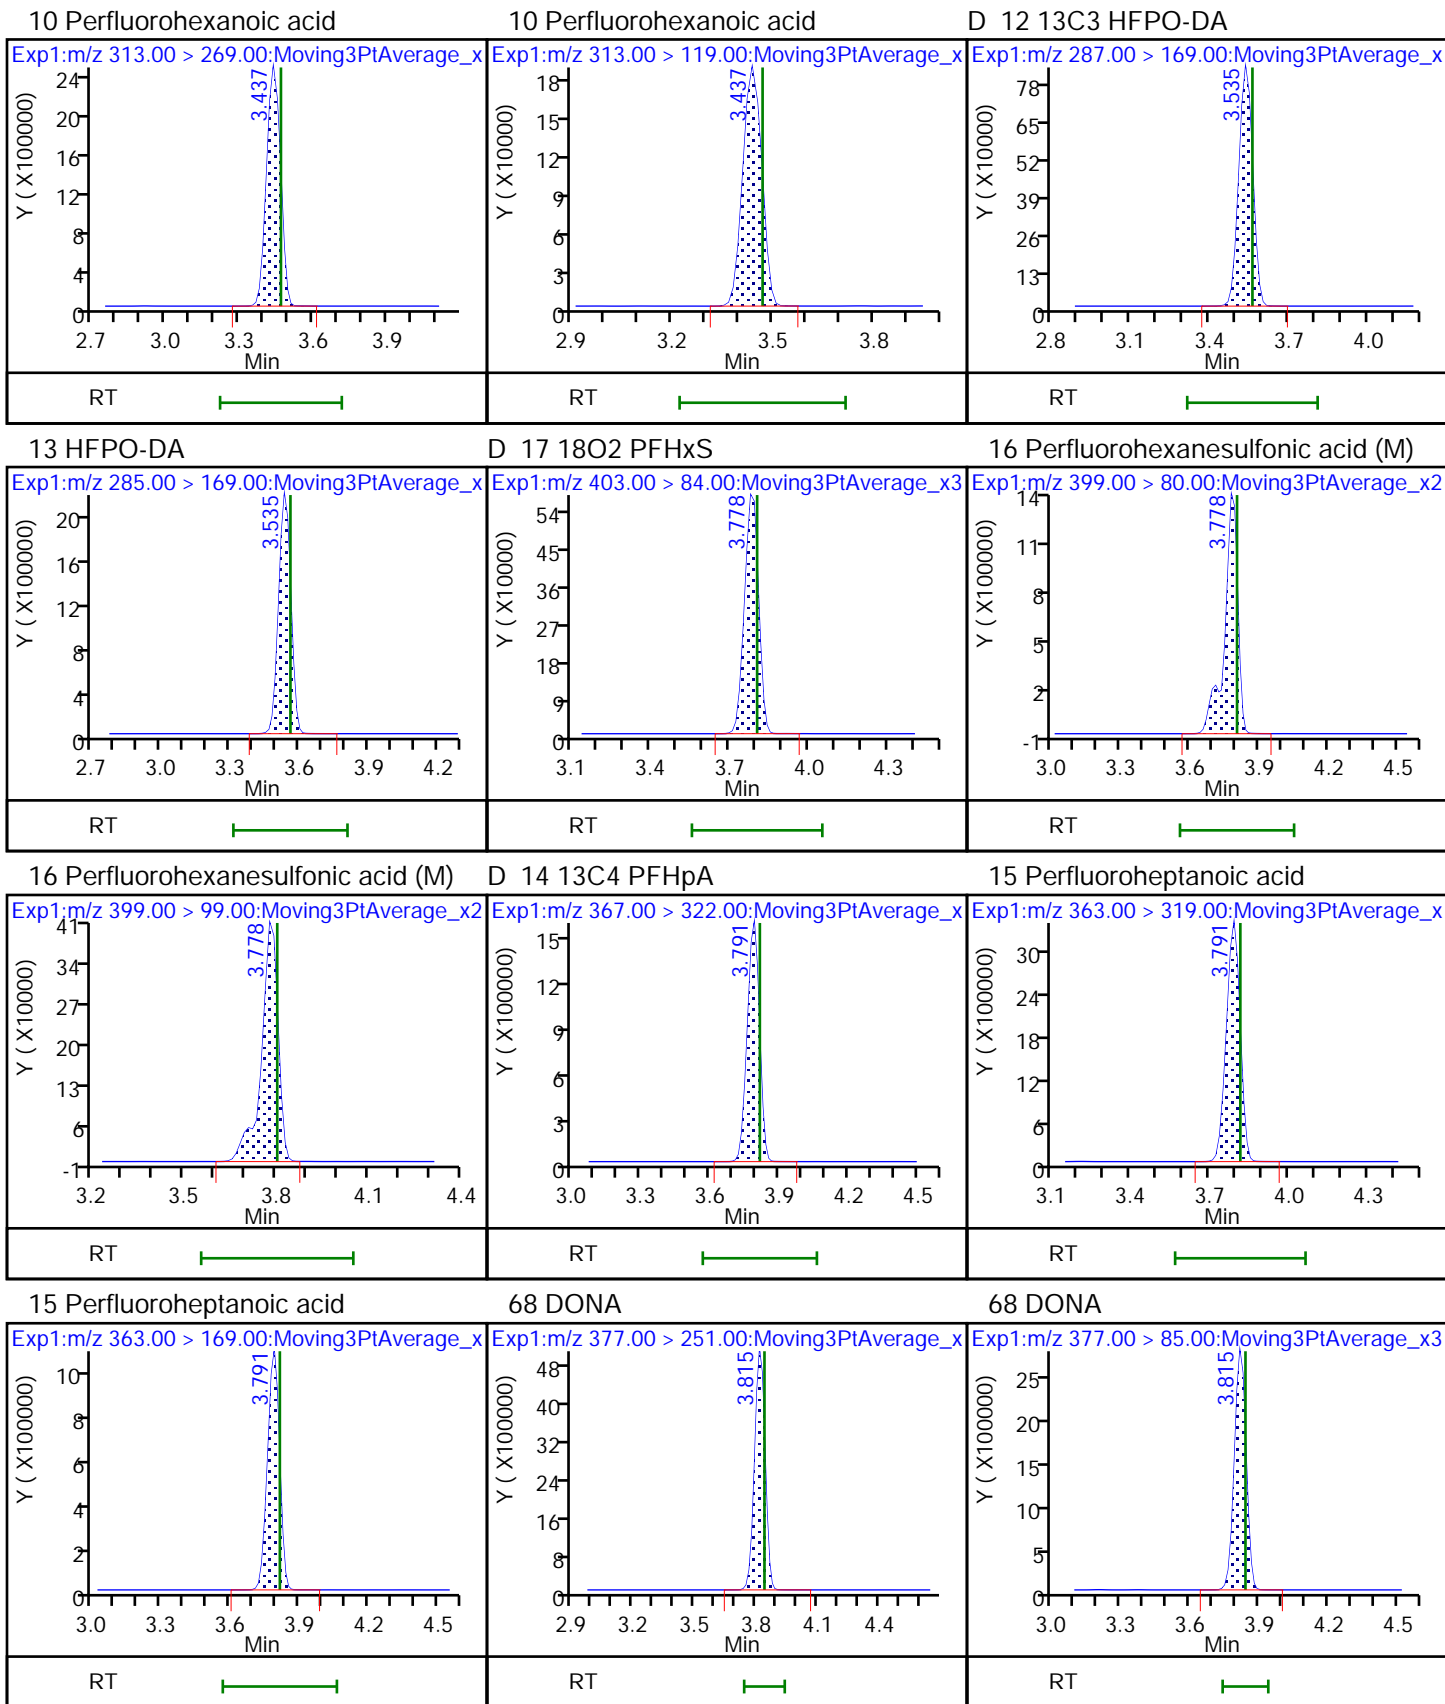 10 Perfluorohexanoic acid
Exp1:m/z 313.00 > 269.00:Moving3PtAverage_x
3.437
Y ( X100000)
24
20
16
12
8
4
0
2.7 3.0 3.3 3.6 3.9
Min
RT
10 Perfluorohexanoic acid
Exp1:m/z 313.00 > 119.00:Moving3PtAverage_x
3.437
Y ( X10000)
18
15
12
9
6
3
0
2.9 3.2 3.5 3.8
Min
RT
D 12 13C3 HFPO-DA
Exp1:m/z 287.00 > 169.00:Moving3PtAverage_x
3.535
Y ( X10000)
78
65
52
39
26
13
0
2.8 3.1 3.4 3.7 4.0
Min
RT
13 HFPO-DA
Exp1:m/z 285.00 > 169.00:Moving3PtAverage_x
3.535
Y ( X100000)
20
16
12
8
4
0
2.7 3.0 3.3 3.6 3.9 4.2
Min
RT
D 17 18O2 PFHxS
Exp1:m/z 403.00 > 84.00:Moving3PtAverage_x3
3.778
Y ( X10000)
54
45
36
27
18
9
0
3.1 3.4 3.7 4.0 4.3
Min
RT
16 Perfluorohexanesulfonic acid (M)
Exp1:m/z 399.00 > 80.00:Moving3PtAverage_x2
3.778
Y ( X100000)
14
11
8
5
2
-1
3.0 3.3 3.6 3.9 4.2 4.5
Min
RT
16 Perfluorohexanesulfonic acid (M)
Exp1:m/z 399.00 > 99.00:Moving3PtAverage_x2
3.778
Y ( X10000)
41
34
27
20
13
6
-1
3.2 3.5 3.8 4.1 4.4
Min
RT
D 14 13C4 PFHpA
Exp1:m/z 367.00 > 322.00:Moving3PtAverage_x
3.791
Y ( X100000)
15
12
9
6
3
0
3.0 3.3 3.6 3.9 4.2 4.5
Min
RT
15 Perfluoroheptanoic acid
Exp1:m/z 363.00 > 319.00:Moving3PtAverage_x
3.791
Y ( X100000)
30
24
18
12
6
0
3.1 3.4 3.7 4.0 4.3
Min
RT
15 Perfluoroheptanoic acid
Exp1:m/z 363.00 > 169.00:Moving3PtAverage_x
3.791
Y ( X100000)
10
8
6
4
2
0
3.0 3.3 3.6 3.9 4.2 4.5
Min
RT
68 DONA
Exp1:m/z 377.00 > 251.00:Moving3PtAverage_x
3.815
Y ( X100000)
48
40
32
24
16
8
0
2.9 3.2 3.5 3.8 4.1 4.4
Min
RT
68 DONA
Exp1:m/z 377.00 > 85.00:Moving3PtAverage_x3
3.815
Y ( X100000)
25
20
15
10
5
0
3.0 3.3 3.6 3.9 4.2 4.5
Min
RT